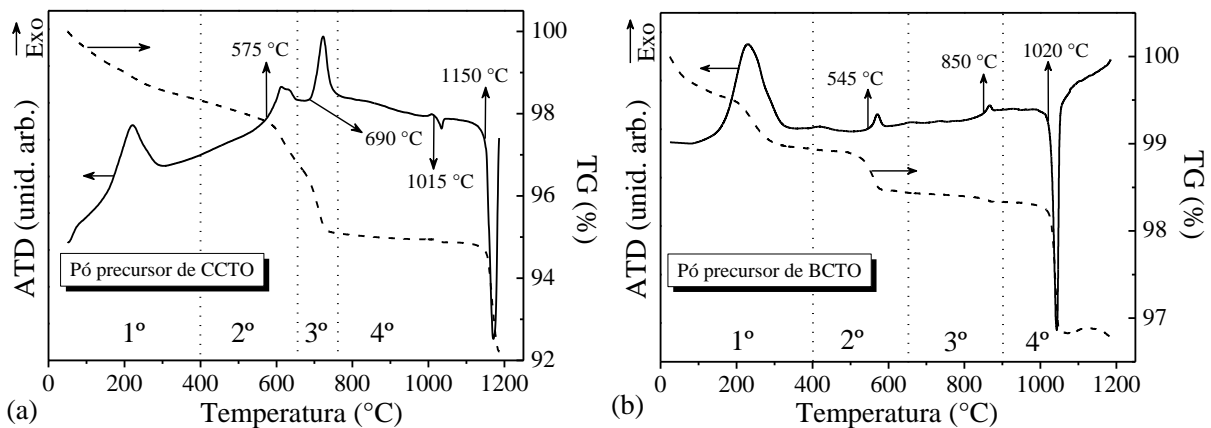 Exo
ATD (unid. arb.)
575 °C
690 °C
1015 °C
1150 °C
Pó precursor de CCTO
1º 2º 3º 4º
100
98
96
94
92
TG (%)
0 200 400 600 800 1000 1200
Temperatura (°C)
(a)
Exo
ATD (unid. arb.)
545 °C
850 °C
1020 °C
Pó precursor de BCTO
1º 2º 3º 4º
100
99
98
97
TG (%)
0 200 400 600 800 1000 1200
Temperatura (°C)
(b)